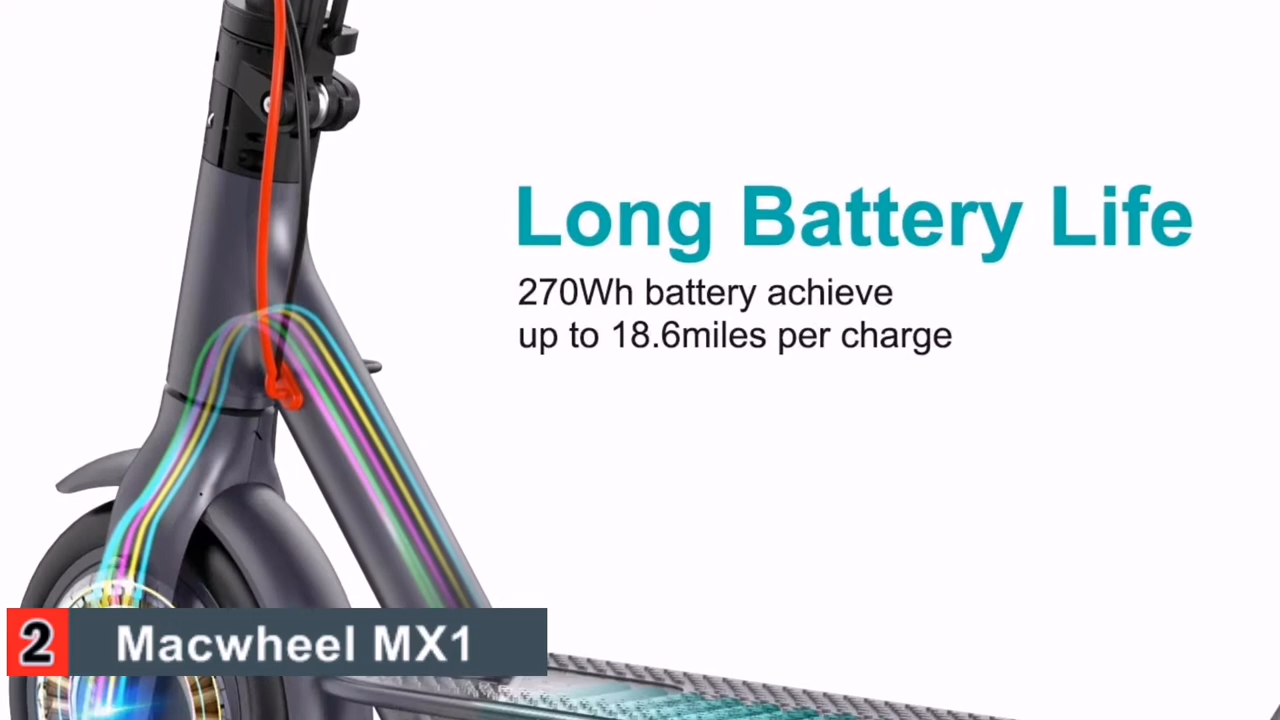 Long Battery Life
270Wh battery achieve
up to 18.6miles per charge
2 Macwheel MX1